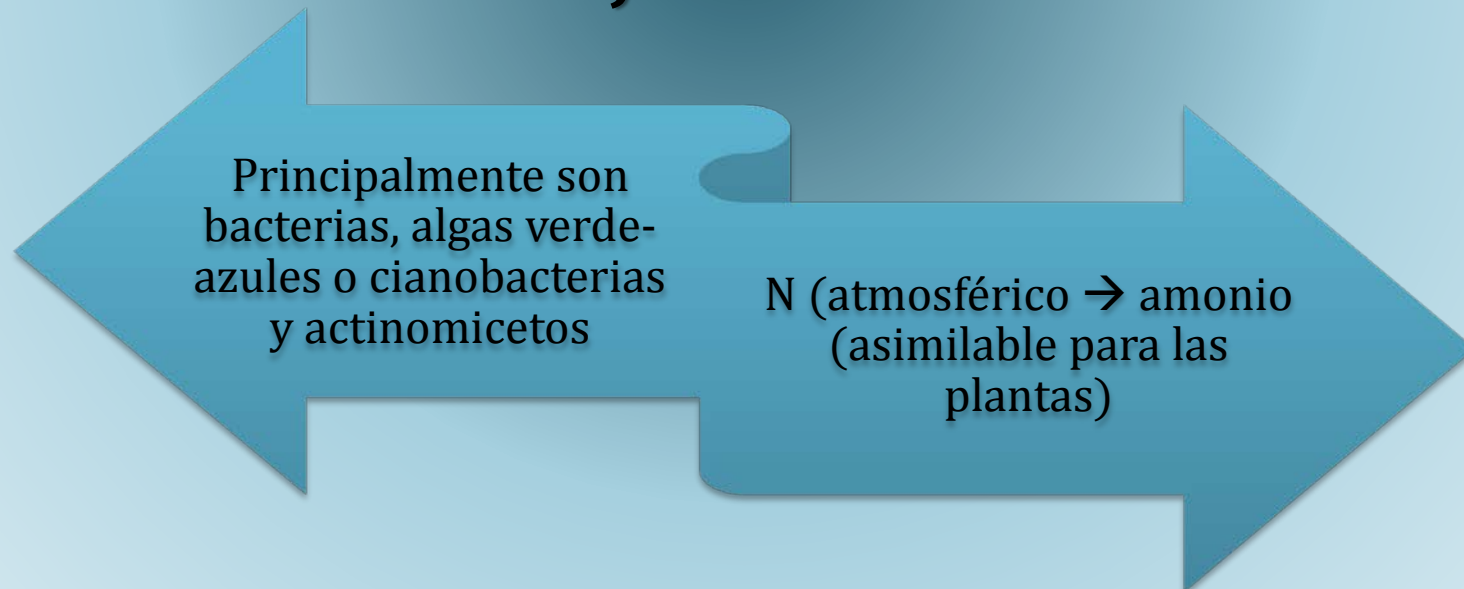 Principalmente son
bacterias, algas verde-
azules o cianobacterias
y actinomicetos
N (atmosférico → amonio
(asimilable para las
plantas)